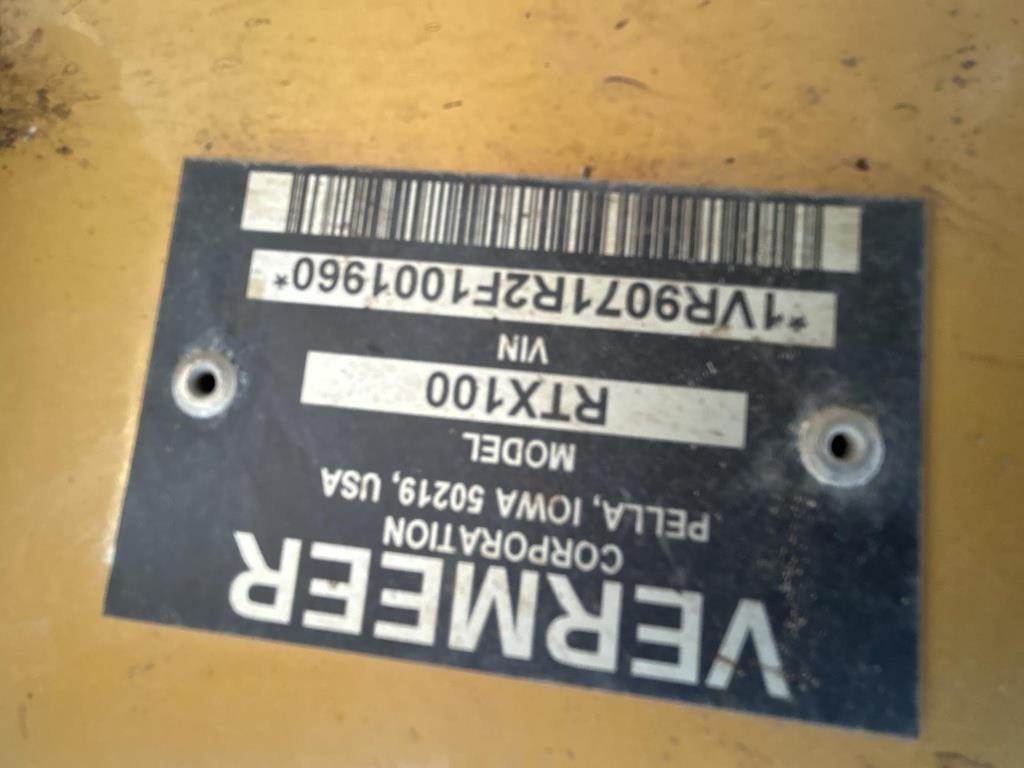 VERMEER
CORPORATION
PELLA, IOWA 50219, USA
MODEL
RTX100
VIN
*1VR9071R2F1001960*